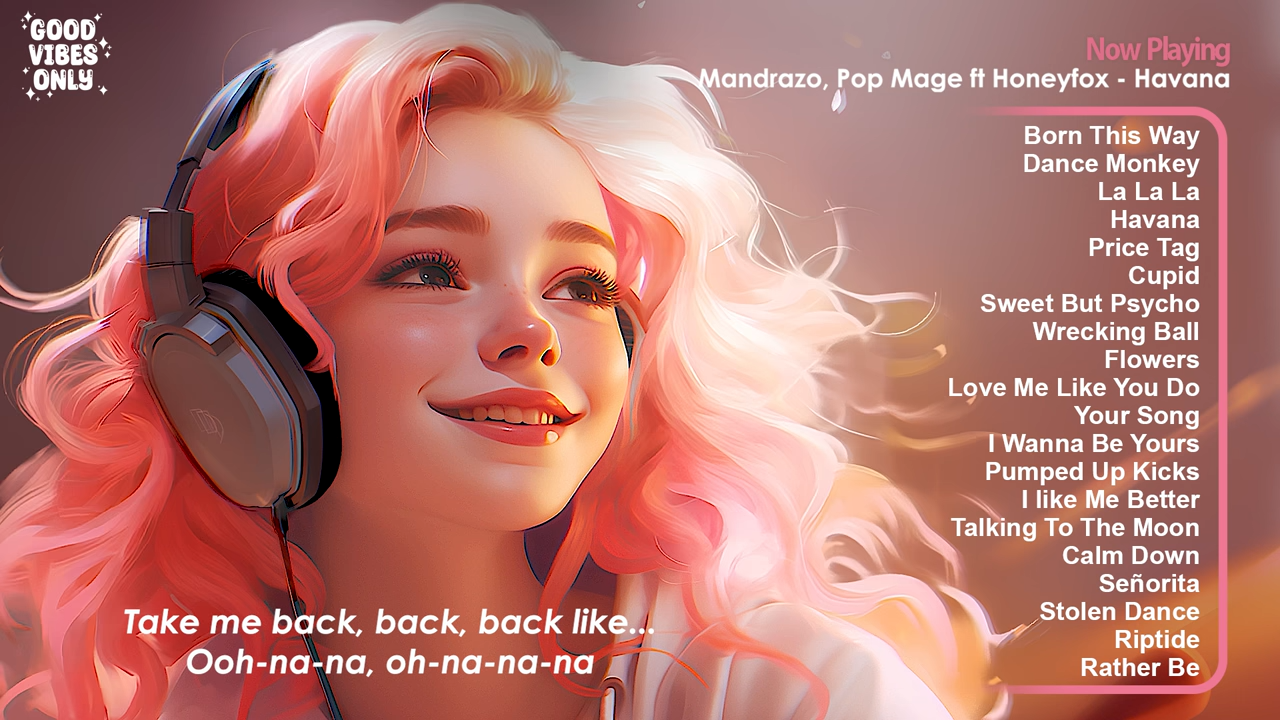 GOOD
VIBES
ONLY
Now Playing
Mandrazo, Pop Mage ft Honeyfox - Havana
Born This Way
Dance Monkey
La La La
Havana
Price Tag
Cupid
Sweet But Psycho
Wrecking Ball
Flowers
Love Me Like You Do
Your Song
I Wanna Be Yours
Pumped Up Kicks
I like Me Better
Talking To The Moon
Calm Down
Señorita
Stolen Dance
Riptide
Rather Be
Take me back, back, back like...
Ooh-na-na, oh-na-na-na